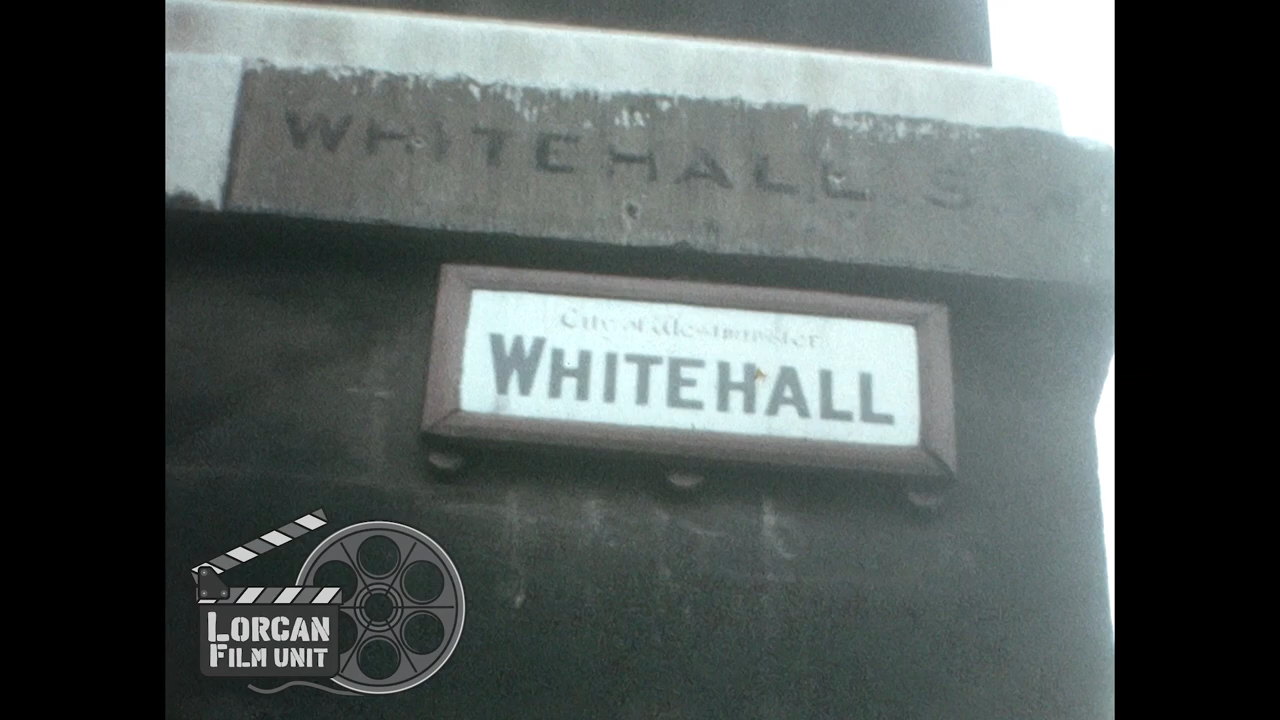 WHITEHALL S
City of Westminster
WHITEHALL
LORCAN
FILM UNIT